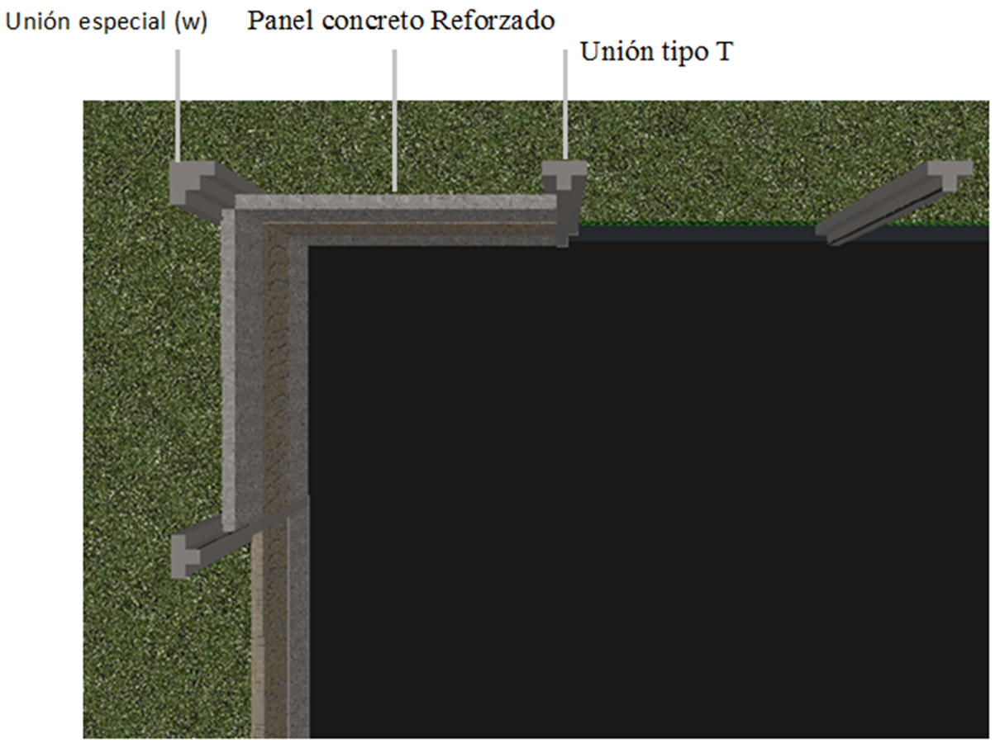 Unión especial (w)
Panel concreto Reforzado
Unión tipo T